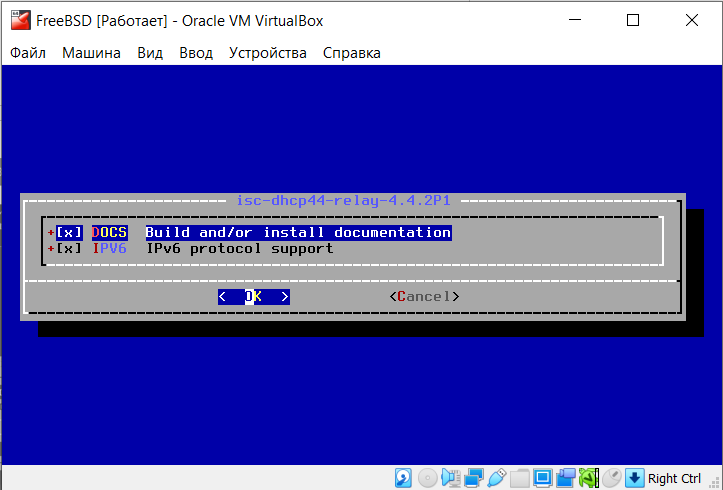 FreeBSD [Работает] - Oracle VM VirtualBox
Файл Машина Вид Ввод Устройства Справка
isc-dhcp44-relay-4.4.2P1
+[x] DOCS Build and/or install documentation
+[x] IPV6 IPv6 protocol support
< OK > <Cancel>
Right Ctrl